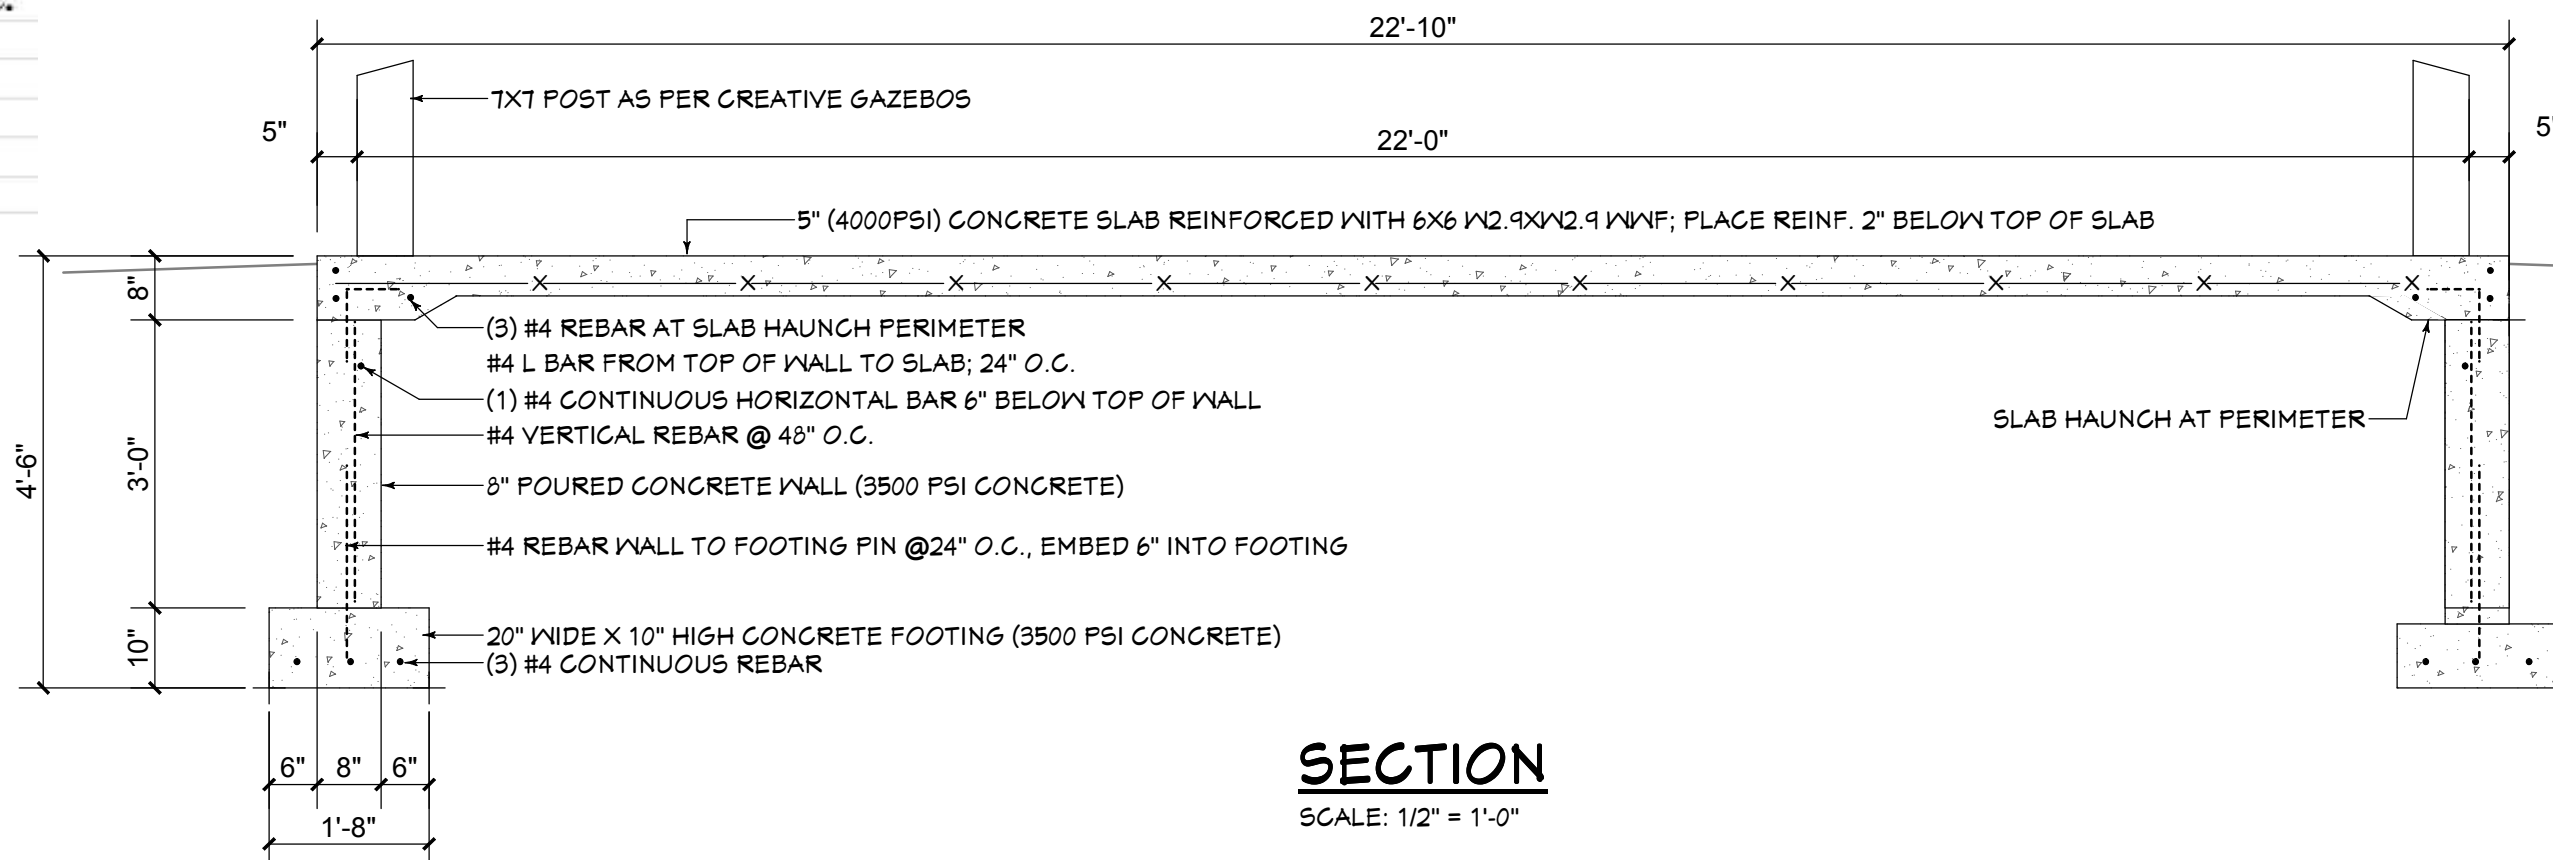 22'-10"
7X7 POST AS PER CREATIVE GAZEBOS
5"
5"
22'-0"
5" (4000PSI) CONCRETE SLAB REINFORCED WITH 6X6 W2.9XW2.9 WWF; PLACE REINF. 2" BELOW TOP OF SLAB
8"
(3) #4 REBAR AT SLAB HAUNCH PERIMETER
#4 L BAR FROM TOP OF WALL TO SLAB; 24" O.C.
(1) #4 CONTINUOUS HORIZONTAL BAR 6" BELOW TOP OF WALL
SLAB HAUNCH AT PERIMETER
#4 VERTICAL REBAR @ 48" O.C.
4'-6"
3'-0"
8" POURED CONCRETE WALL (3500 PSI CONCRETE)
#4 REBAR WALL TO FOOTING PIN @24" O.C., EMBED 6" INTO FOOTING
10"
20" WIDE X 10" HIGH CONCRETE FOOTING (3500 PSI CONCRETE)
(3) #4 CONTINUOUS REBAR
6" 8" 6"
1'-8"
SECTION
SCALE: 1/2" = 1'-0"